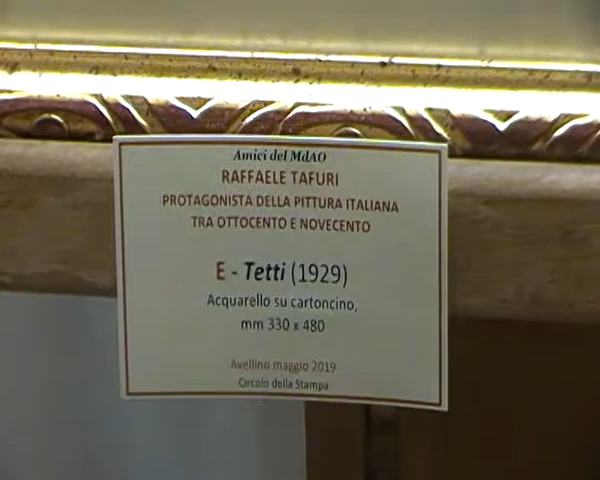 Amici del MdAO
RAFFAELE TAFURI
PROTAGONISTA DELLA PITTURA ITALIANA
TRA OTTOCENTO E NOVECENTO
E - Tetti (1929)
Acquarello su cartoncino,
mm 330 x 480
Avellino maggio 2019
Circolo della Stampa